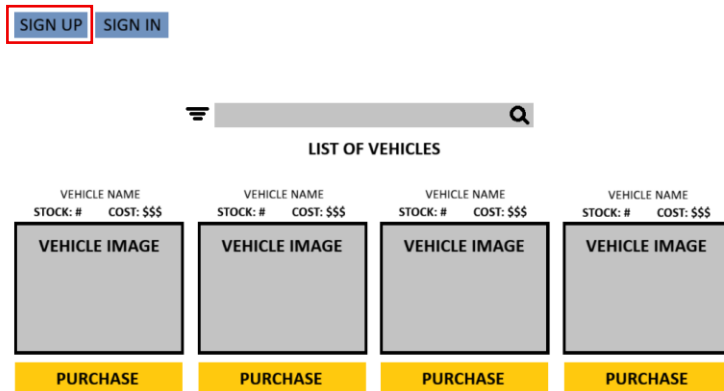 SIGN UP SIGN IN
LIST OF VEHICLES
VEHICLE NAME VEHICLE NAME VEHICLE NAME VEHICLE NAME
STOCK: # COST: $$$ STOCK: # COST: $$$ STOCK: # COST: $$$ STOCK: # COST: $$$
VEHICLE IMAGE VEHICLE IMAGE VEHICLE IMAGE VEHICLE IMAGE
PURCHASE PURCHASE PURCHASE PURCHASE